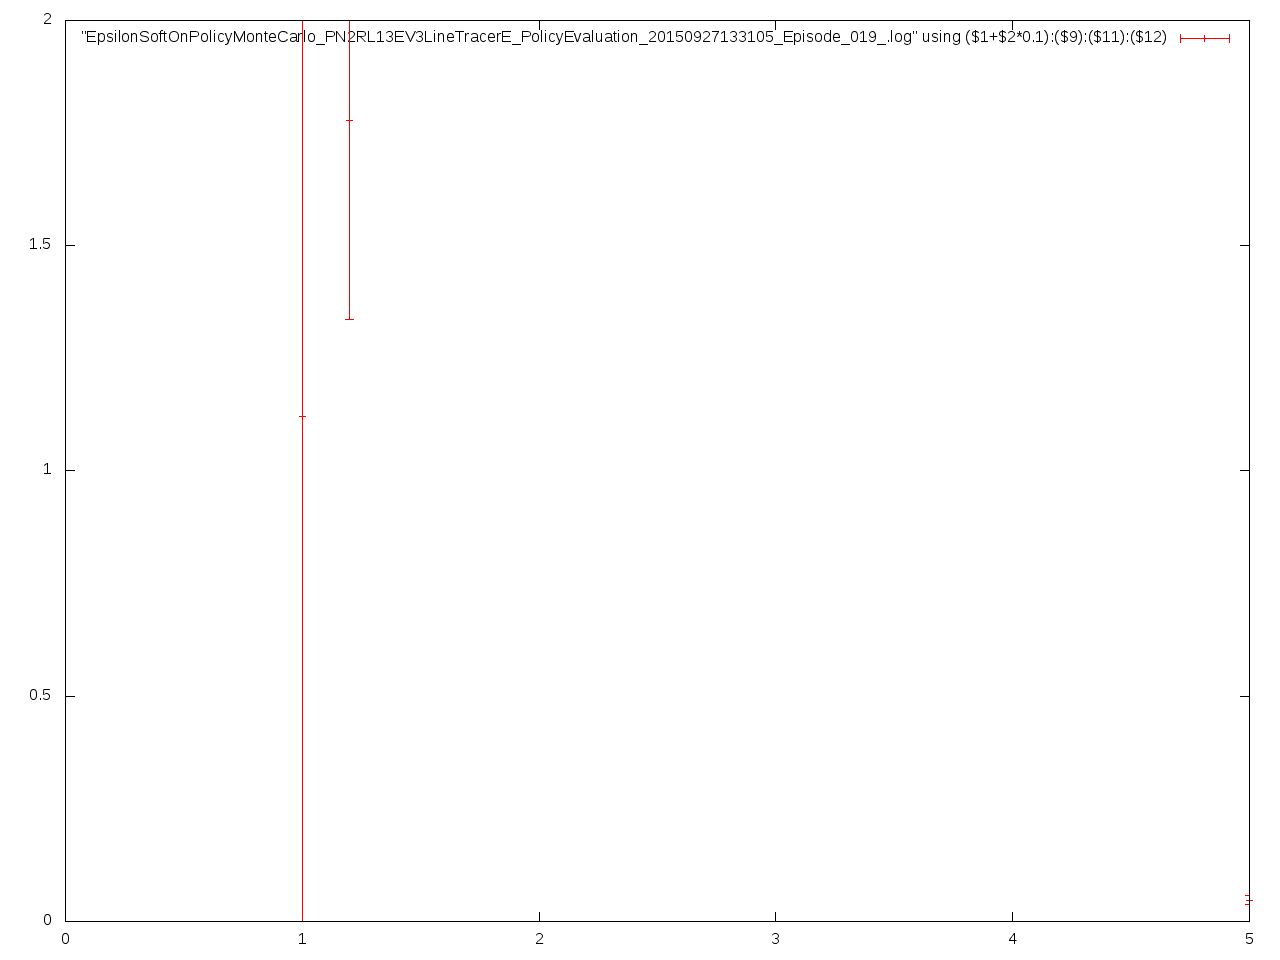 2
"EpsilonSoftOnPolicyMonteCarlo_PN2RL13EV3LineTracerE_PolicyEvaluation_20150927133105_Episode_019_.log" using ($1+$2*0.1):($9):($11):($12)
1.5
1
0.5
0
0 1 2 3 4 5